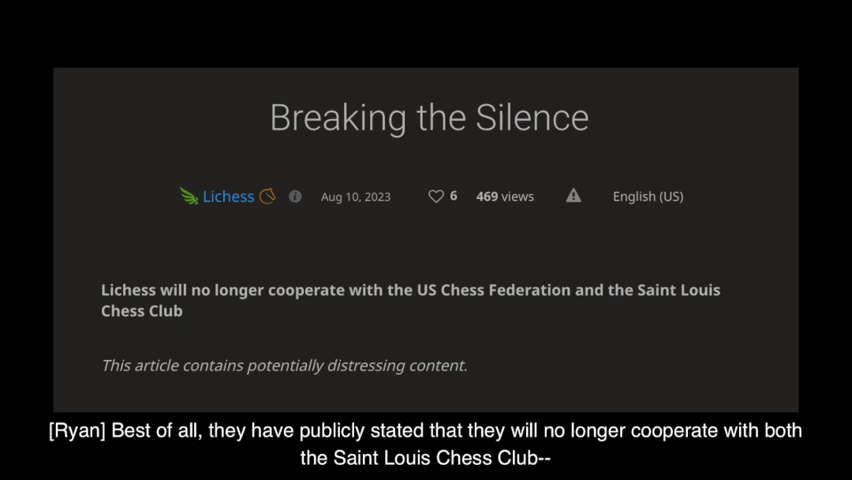 Breaking the Silence
Lichess Aug 10, 2023 6 469 views English (US)
Lichess will no longer cooperate with the US Chess Federation and the Saint Louis
Chess Club
This article contains potentially distressing content.
[Ryan] Best of all, they have publicly stated that they will no longer cooperate with both
the Saint Louis Chess Club--